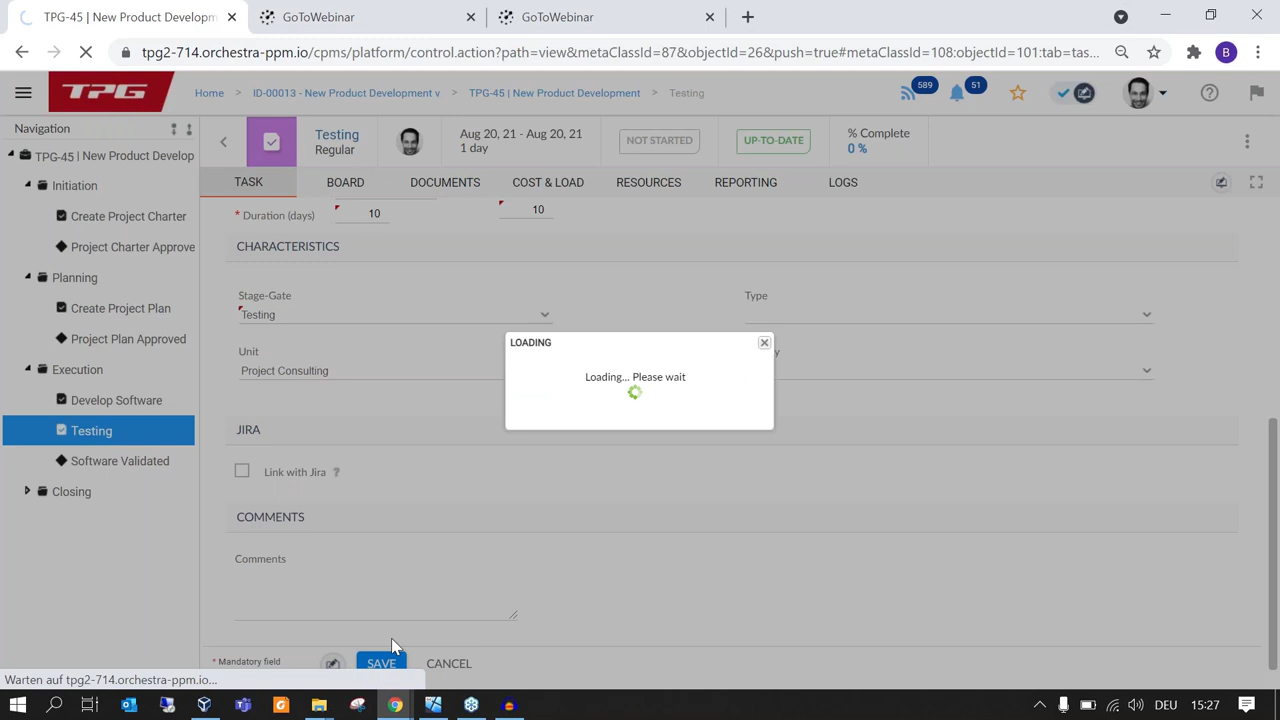 TPG-45 | New Product Developm
GoToWebinar
GoToWebinar
tpg2-714.orchestra-ppm.io/cpms/platform/control.action?path=view&metaClassId=87&objectId=26&push=true#metaClassId=108:objectId=101:tab=tas...
B
TPG
Home > ID-00013 - New Product Development v > TPG-45 | New Product Development > Testing
589
51
Navigation
TPG-45 | New Product Develop
Initiation
Create Project Charter
Project Charter Approve
Planning
Create Project Plan
Project Plan Approved
Execution
Develop Software
Testing
Software Validated
Closing
Testing
Regular
Aug 20, 21 - Aug 20, 21
1 day
NOT STARTED
UP-TO-DATE
% Complete
0 %
TASK BOARD DOCUMENTS COST & LOAD RESOURCES REPORTING LOGS
* Duration (days) 10 10
CHARACTERISTICS
Stage-Gate Type
Testing
Unit y
Project Consulting
LOADING
Loading... Please wait
JIRA
Link with Jira ?
COMMENTS
Comments
* Mandatory field SAVE CANCEL
Warten auf tpg2-714.orchestra-ppm.io...
DEU 15:27